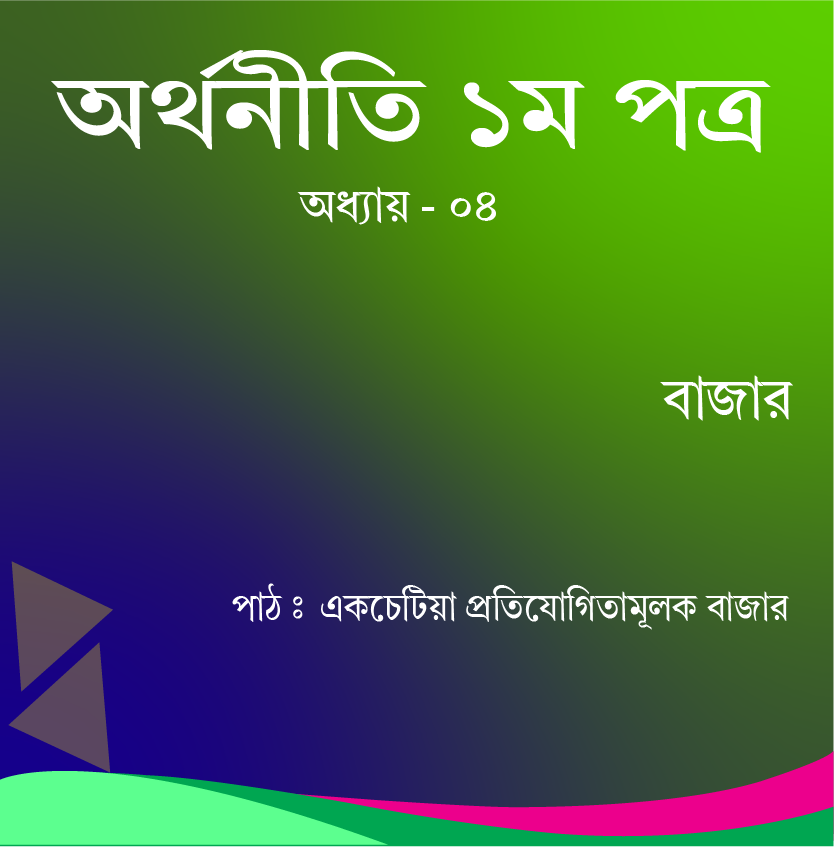 অর্থনীতি ১ম পত্র
অধ্যায় - ০৪
বাজার
পাঠ ঃ একচেটিয়া প্রতিযোগিতামূলক বাজার